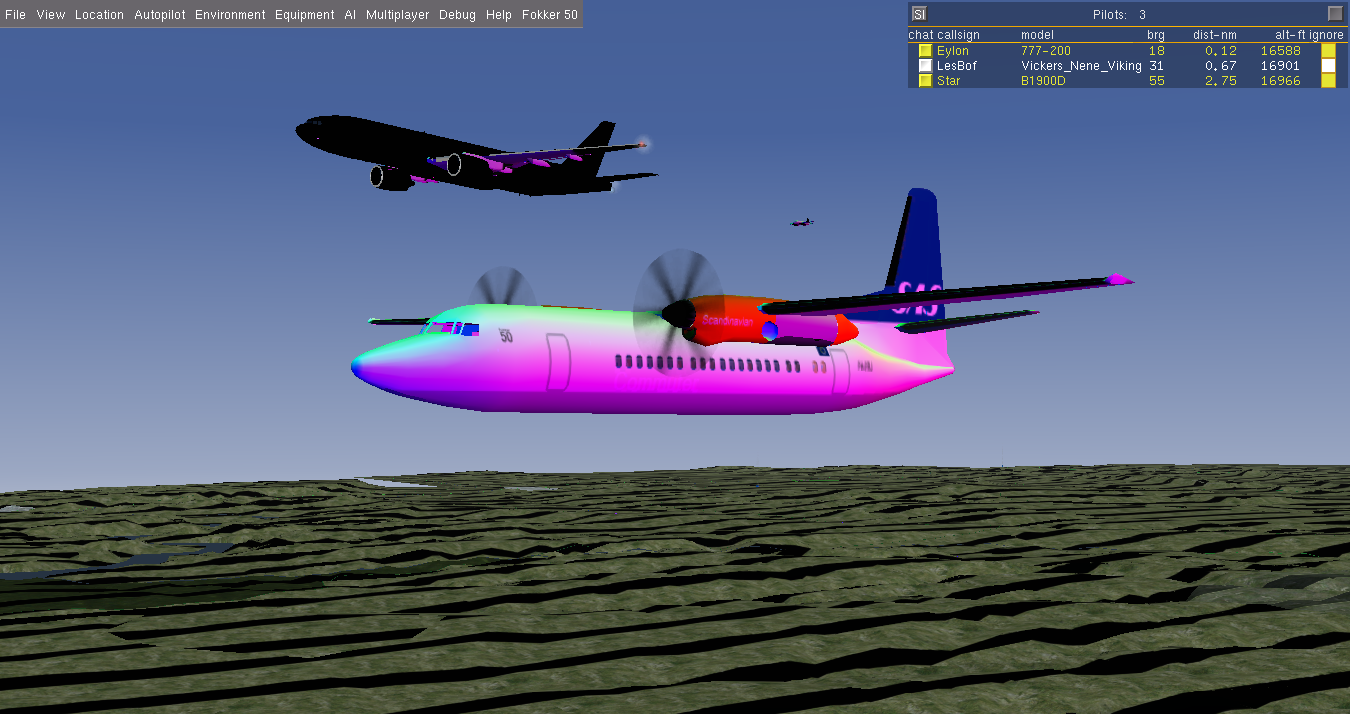 File View Location Autopilot Environment Equipment AI Multiplayer Debug Help Fokker 50
SI Pilots: 3
chat callsign model brg dist-nm alt-ft ignore
Eylon 777-200 18 0.12 16588
LesBof Vickers_Nene_Viking 31 0.67 16901
Star B1900D 55 2.75 16966
SAS
Scandinavian
50